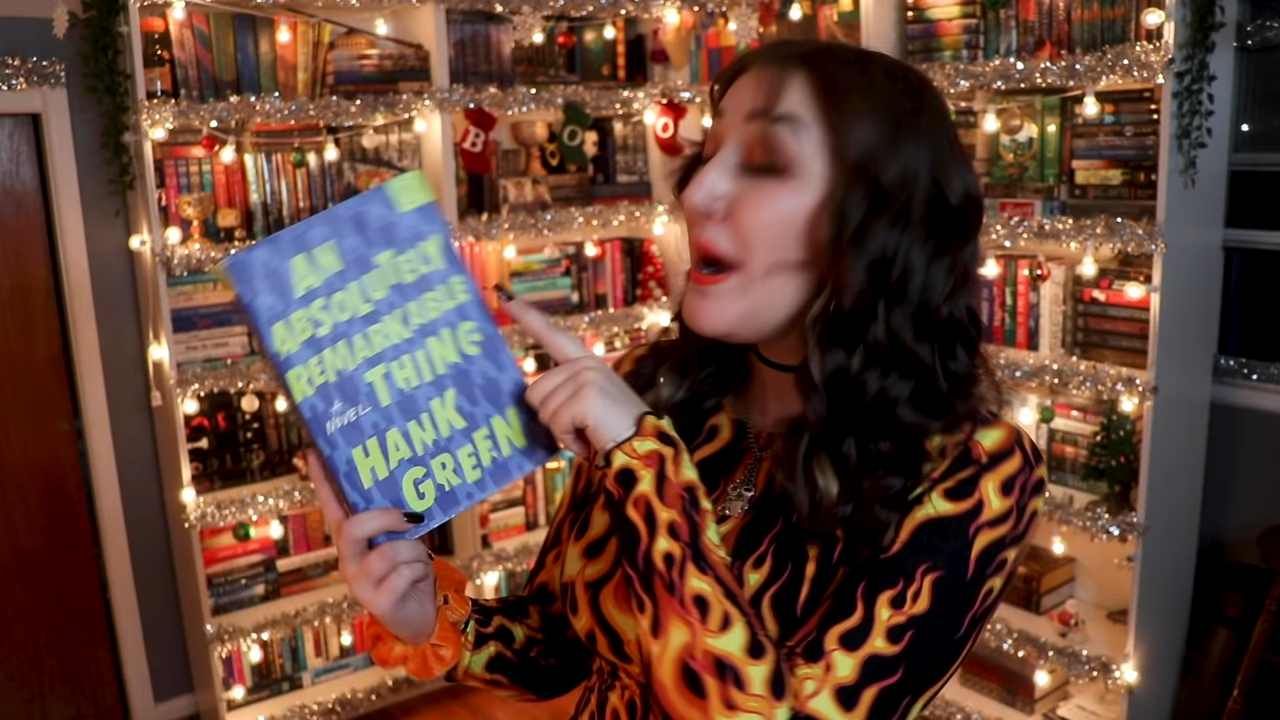 AN
ABSOLUTELY
REMARKABLE
THING
A
NOVEL
HANK
GREEN
B
O
O